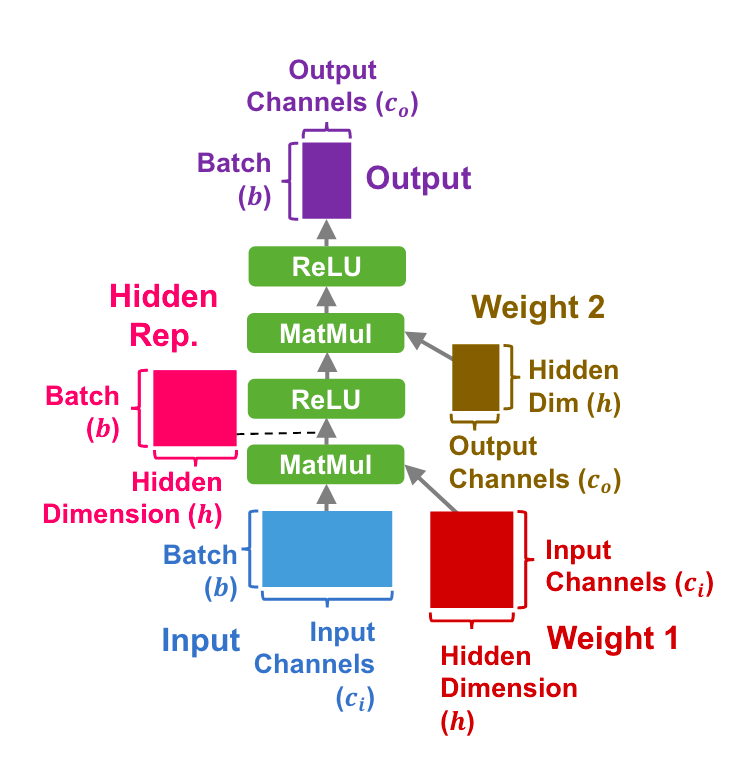 Output
Channels (c_o)
Batch
(b)
Output
ReLU
Hidden
Rep.
MatMul
Weight 2
Batch
(b)
ReLU
Hidden
Dim (h)
Hidden
Dimension (h)
MatMul
Output
Channels (c_o)
Batch
(b)
Input
Channels (c_i)
Input
Input
Channels
(c_i)
Weight 1
Hidden
Dimension
(h)